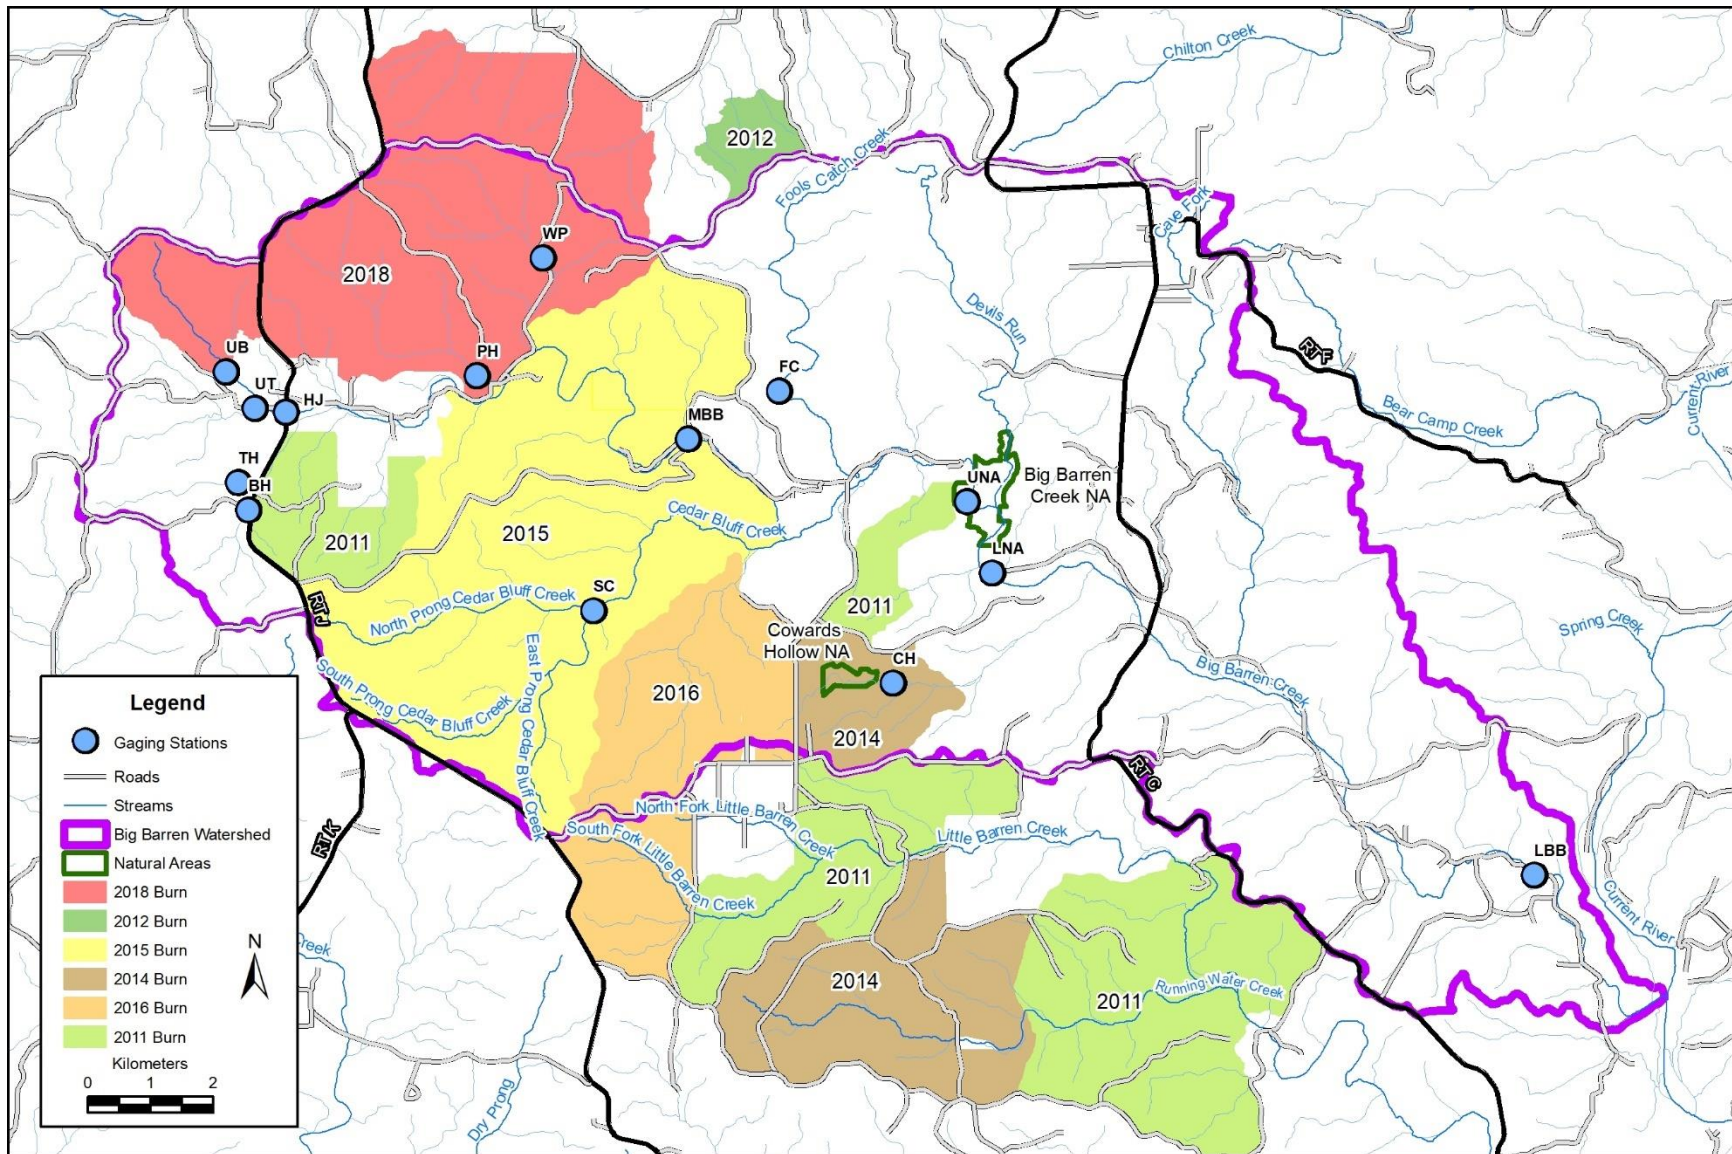 Chilton Creek
2012
Fools Catch Creek
Cave Fork
WP
2018
Devils Run
RT F
UB
PH
FC
Current River
UT
HJ
MBB
Bear Camp Creek
TH
BH
UNA
Big Barren
Creek NA
Cedar Bluff Creek
2011
2015
LNA
SC
2011
RT J
North Prong Cedar Bluff Creek
Cowards
Hollow NA
CH
Spring Creek
East Prong Cedar Bluff Creek
South Prong Cedar Bluff Creek
2016
Big Barren Creek
2014
RT C
RT K
North Fork Little Barren Creek
South Fork Little Barren Creek
Little Barren Creek
LBB
2011
Current River
Creek
2014
2011
Running Water Creek
Dry Prong
Legend
Gaging Stations
Roads
Streams
Big Barren Watershed
Natural Areas
2018 Burn
2012 Burn
2015 Burn
2014 Burn
2016 Burn
2011 Burn
N
Kilometers
0 1 2